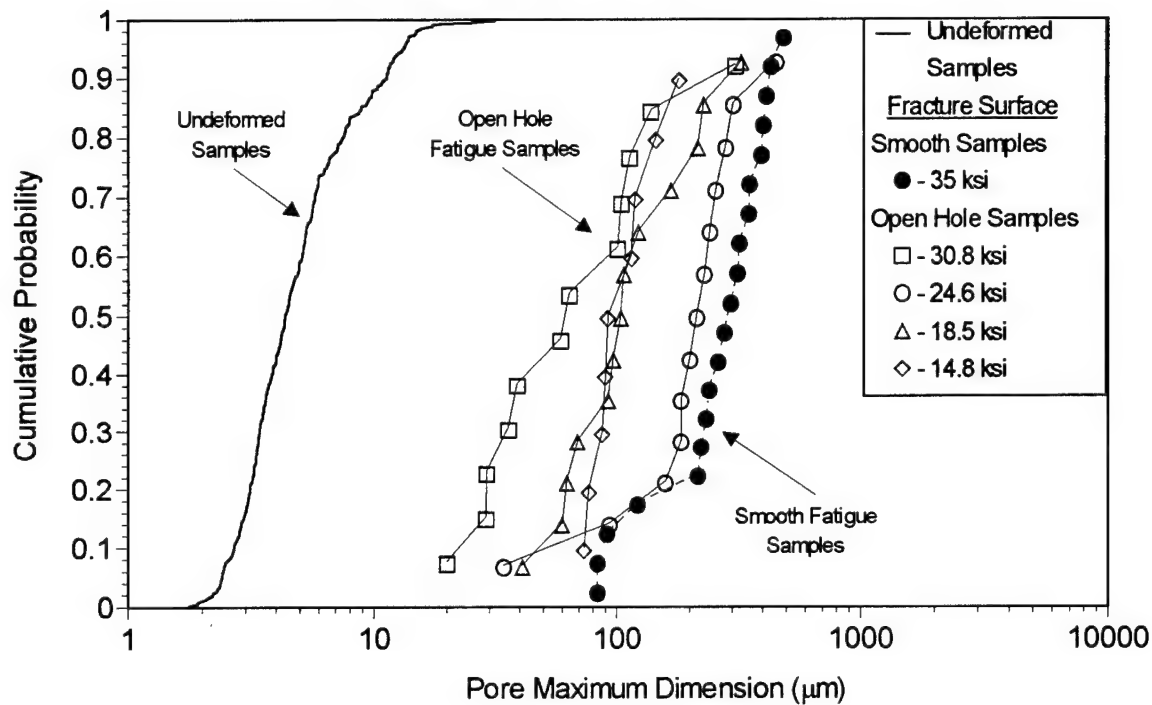 Cumulative Probability
1
0.9
0.8
0.7
0.6
0.5
0.4
0.3
0.2
0.1
0
1
10
100
1000
10000
Pore Maximum Dimension (μm)
Undeformed
Samples
Open Hole
Fatigue Samples
Smooth Fatigue
Samples
Undeformed
Samples
Fracture Surface
Smooth Samples
- 35 ksi
Open Hole Samples
- 30.8 ksi
- 24.6 ksi
- 18.5 ksi
- 14.8 ksi